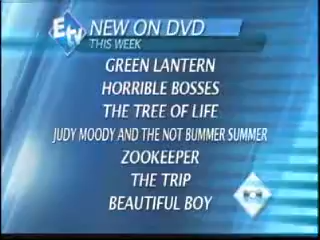 Etv NEW ON DVD
THIS WEEK
GREEN LANTERN
HORRIBLE BOSSES
THE TREE OF LIFE
JUDY MOODY AND THE NOT BUMMER SUMMER
ZOOKEEPER
THE TRIP
BEAUTIFUL BOY